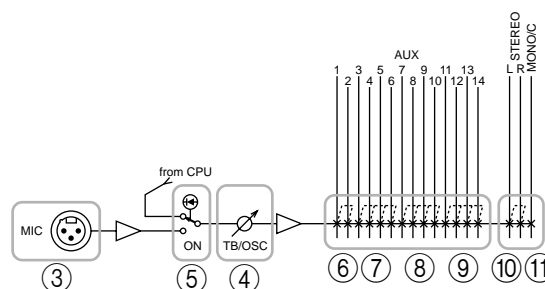 AUX
1 3 5 7 9 11 13
2 4 6 8 10 12 14
L STEREO
R
MONO/C
from CPU
MIC
ON
TB/OSC
③ ⑤ ④ ⑥ ⑦ ⑧ ⑨ ⑩ ⑪